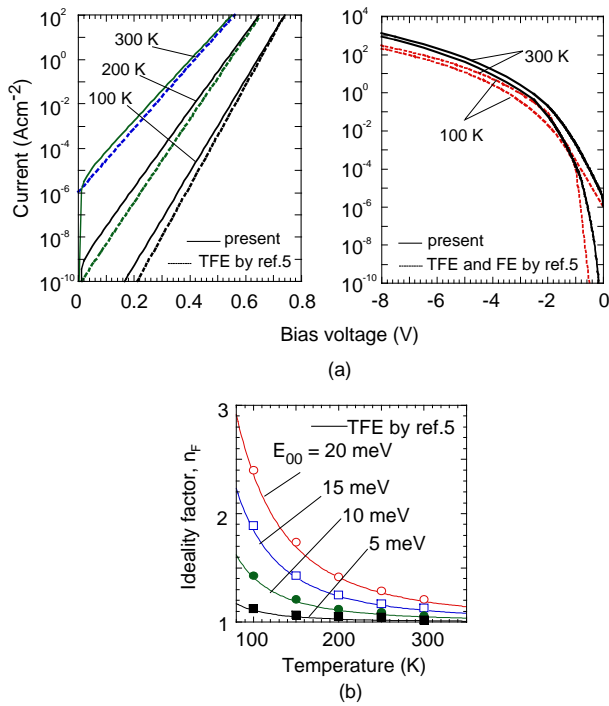 10²
10⁰
10⁻²
10⁻⁴
10⁻⁶
10⁻⁸
10⁻¹⁰
Current (Acm⁻²)
300 K
200 K
100 K
present
TFE by ref.5
0
0.2
0.4
0.6
0.8
10⁴
10²
10⁰
10⁻²
10⁻⁴
10⁻⁶
10⁻⁸
10⁻¹⁰
300 K
100 K
present
TFE and FE by ref.5
-8
-6
-4
-2
0
Bias voltage (V)
(a)
3
2
1
Ideality factor, n_F
TFE by ref.5
E₀₀ = 20 meV
15 meV
10 meV
5 meV
100
200
300
Temperature (K)
(b)